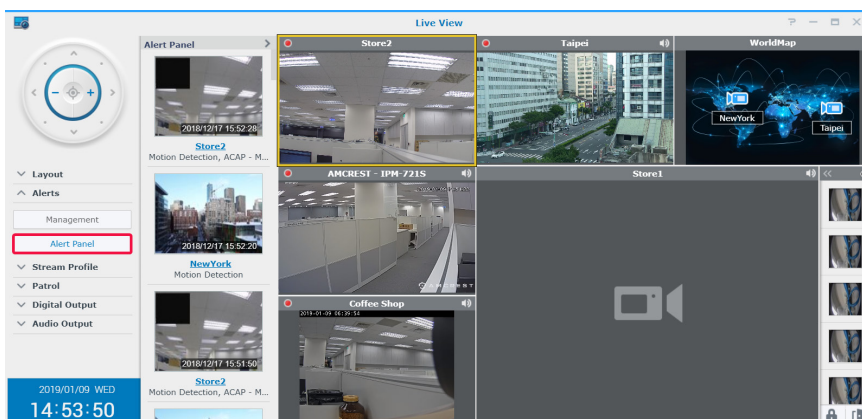 Live View
Alert Panel
Store2
Taipei
WorldMap
2018/12/17 15:52:28
Store2
Motion Detection, ACAP - M...
NewYork
Taipei
Layout
Alerts
Management
Alert Panel
Stream Profile
Patrol
Digital Output
Audio Output
2018/12/17 15:52:20
NewYork
Motion Detection
2018/12/17 15:51:50
Store2
Motion Detection, ACAP - M...
AMCREST - IPM-721S
AMCREST
Store1
Coffee Shop
2019-01-09 06:39:54
2019/01/09 WED
14:53:50